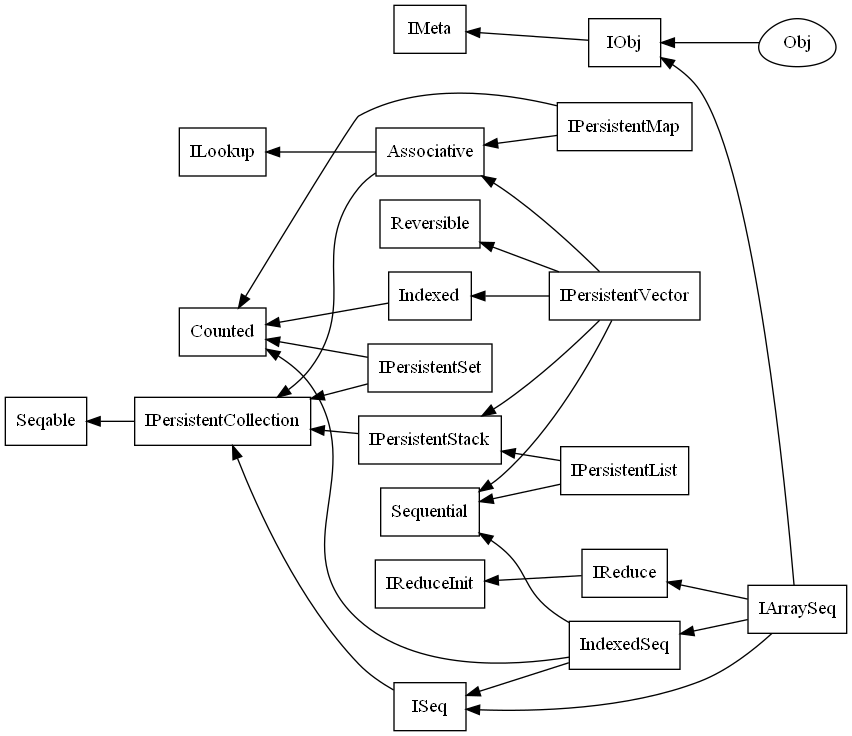 IMeta
IObj
Obj
IPersistentMap
ILookup
Associative
Reversible
Indexed
IPersistentVector
Counted
IPersistentSet
Seqable
IPersistentCollection
IPersistentStack
IPersistentList
Sequential
IReduceInit
IReduce
IArraySeq
IndexedSeq
ISeq